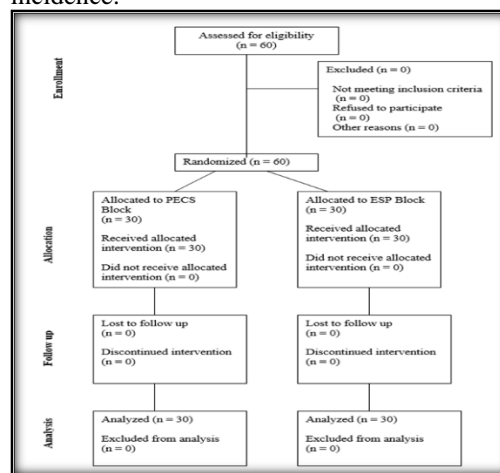 Assessed for eligibility
(n = 60)
Enrollment
Excluded (n = 0)
Not meeting inclusion criteria
(n = 0)
Refused to participate
(n = 0)
Other reasons (n = 0)
Randomized (n = 60)
Allocation
Allocated to PECS
Block
(n = 30)
Received allocated
intervention (n = 30)
Did not receive allocated
intervention (n = 0)
Allocated to ESP Block
(n = 30)
Received allocated
intervention (n = 30)
Did not receive allocated
intervention (n = 0)
Follow up
Lost to follow up
(n = 0)
Discontinued intervention
(n = 0)
Lost to follow up
(n = 0)
Discontinued intervention
(n = 0)
Analysis
Analyzed (n = 30)
Excluded from analysis
(n = 0)
Analyzed (n = 30)
Excluded from analysis
(n = 0)